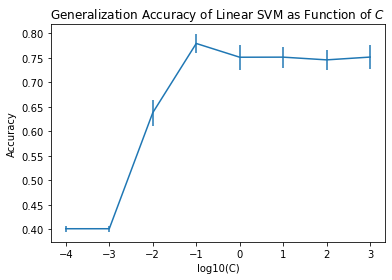 Generalization Accuracy of Linear SVM as Function of C
0.80
0.75
0.70
0.65
0.60
0.55
0.50
0.45
0.40
Accuracy
−4 −3 −2 −1 0 1 2 3
log10(C)